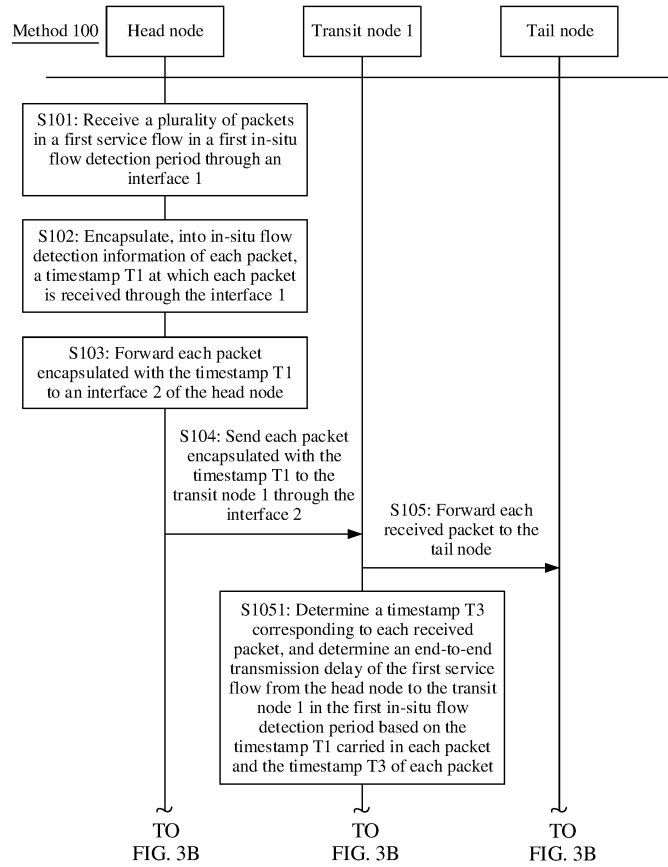 Method 100
Head node
Transit node 1
Tail node
S101: Receive a plurality of packets
in a first service flow in a first in-situ
flow detection period through an
interface 1
S102: Encapsulate, into in-situ flow
detection information of each packet,
a timestamp T1 at which each packet
is received through the interface 1
S103: Forward each packet
encapsulated with the timestamp T1
to an interface 2 of the head node
S104: Send each packet
encapsulated with the
timestamp T1 to the
transit node 1 through the
interface 2
S105: Forward each
received packet to the
tail node
S1051: Determine a timestamp T3
corresponding to each received
packet, and determine an end-to-end
transmission delay of the first service
flow from the head node to the transit
node 1 in the first in-situ flow
detection period based on the
timestamp T1 carried in each packet
and the timestamp T3 of each packet
TO
FIG. 3B
TO
FIG. 3B
TO
FIG. 3B